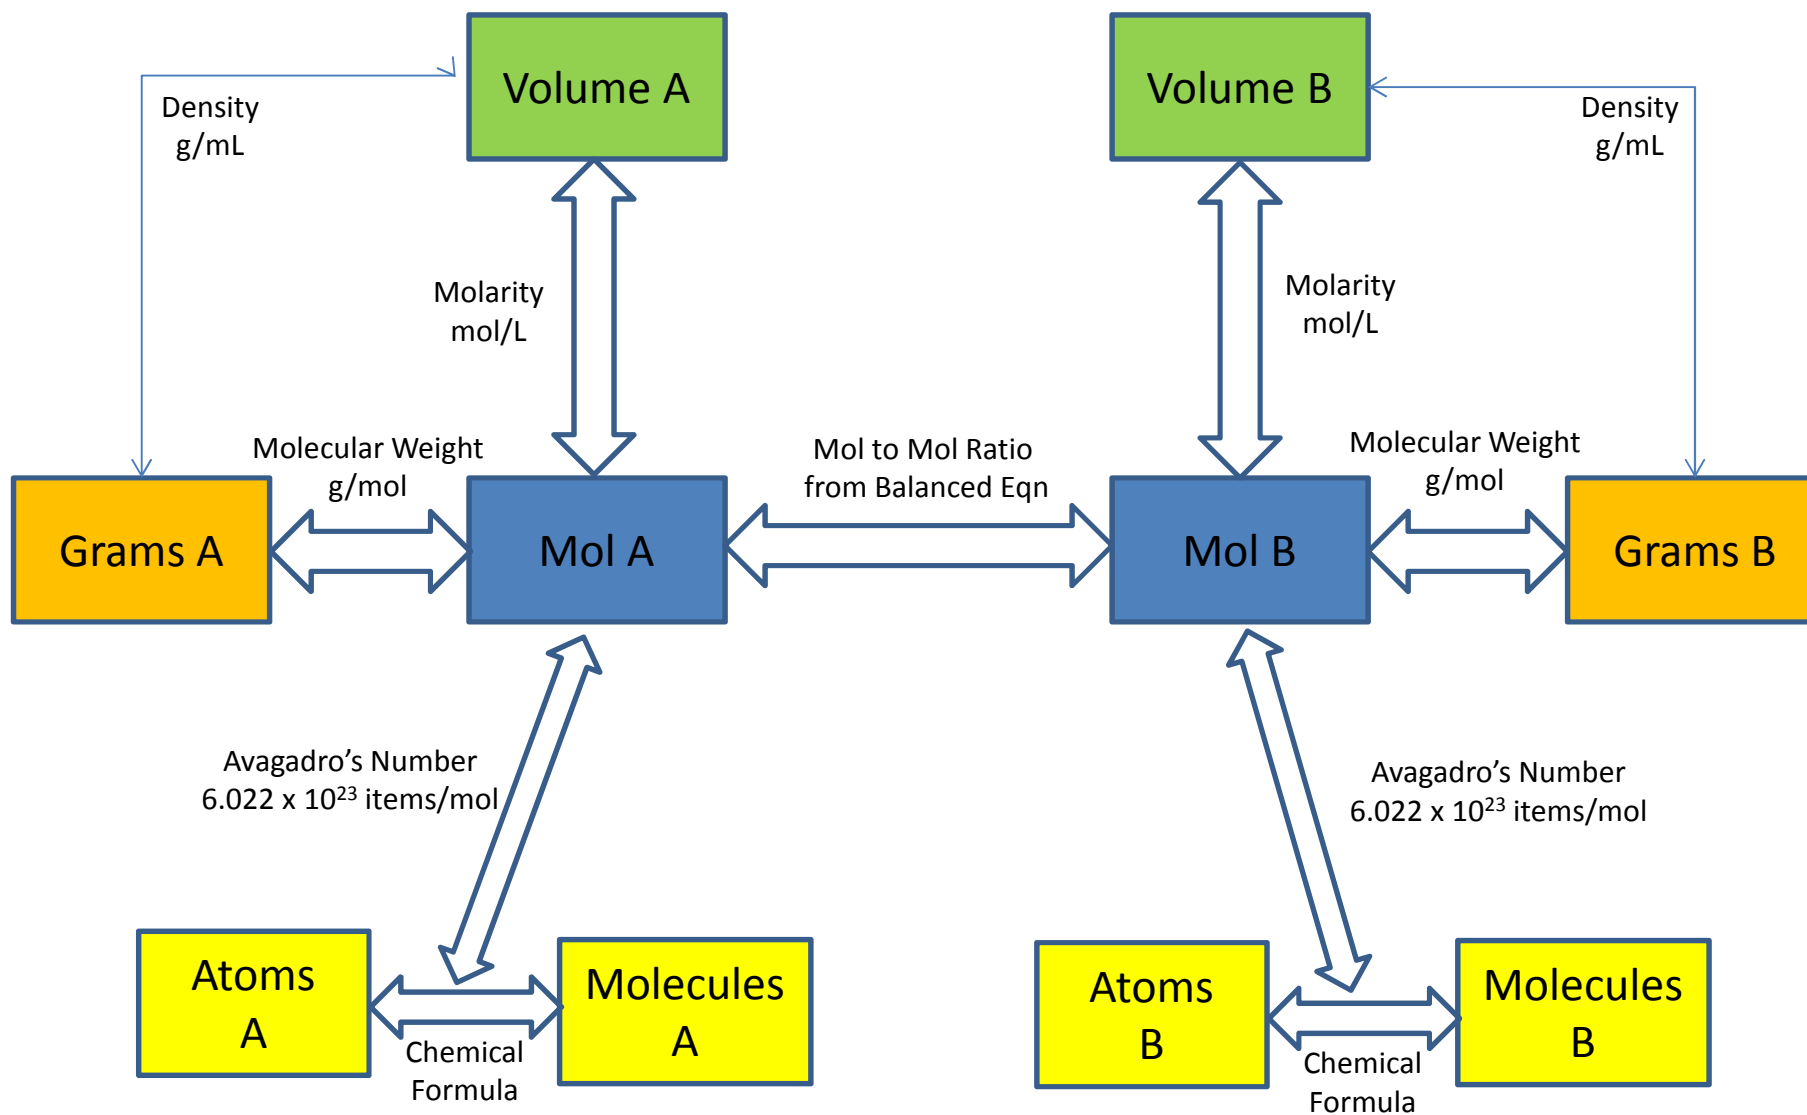 Volume A
Volume B
Density
g/mL
Density
g/mL
Molarity
mol/L
Molarity
mol/L
Molecular Weight
g/mol
Mol to Mol Ratio
from Balanced Eqn
Molecular Weight
g/mol
Grams A
Mol A
Mol B
Grams B
Avagadro’s Number
6.022 x 10²³ items/mol
Avagadro’s Number
6.022 x 10²³ items/mol
Atoms
A
Molecules
A
Chemical
Formula
Atoms
B
Molecules
B
Chemical
Formula